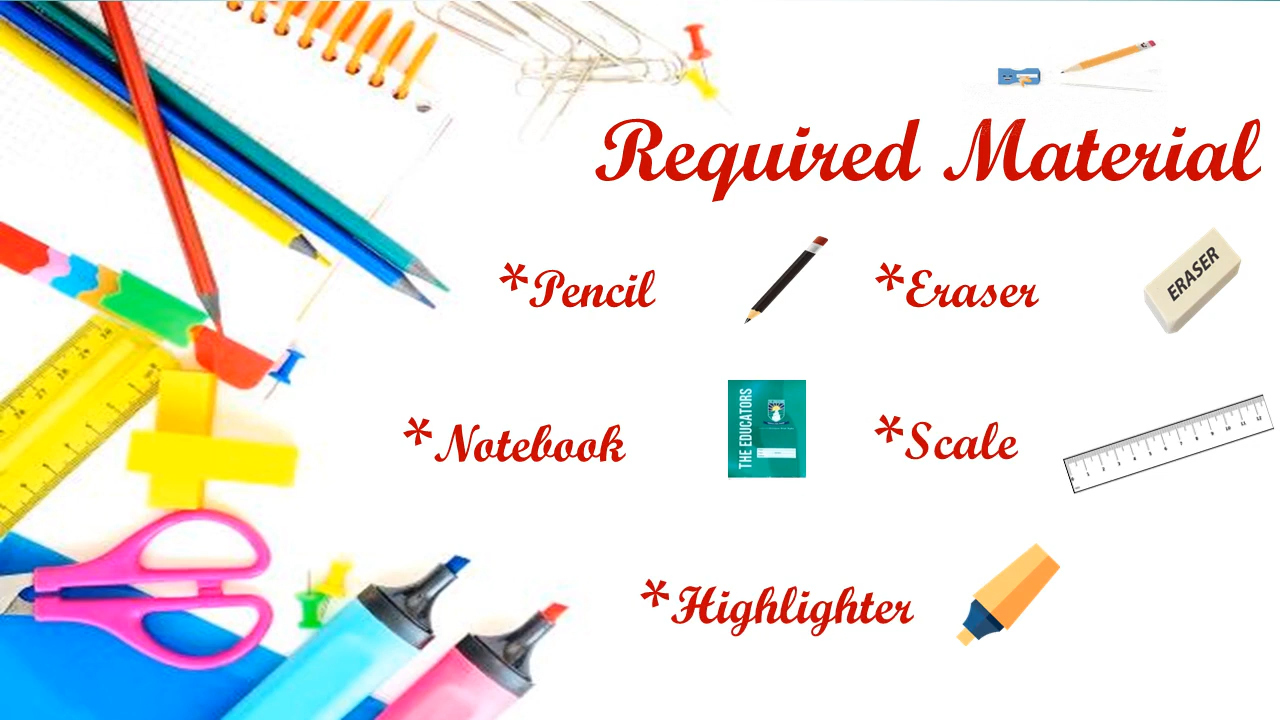 Required Material
*Pencil
*Eraser
ERASER
*Notebook
THE EDUCATORS
*Scale
*Highlighter